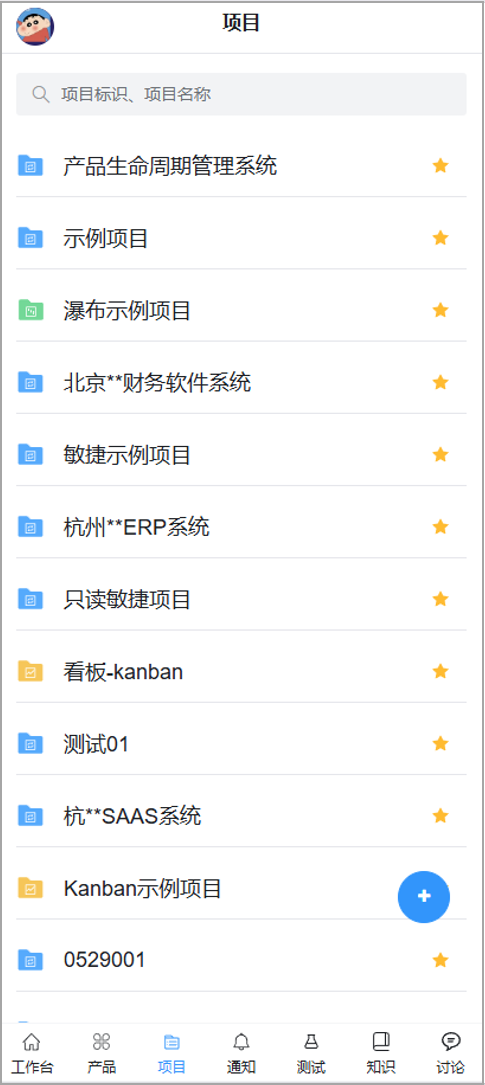 项目
项目标识、项目名称
产品生命周期管理系统
示例项目
瀑布示例项目
北京**财务软件系统
敏捷示例项目
杭州**ERP系统
只读敏捷项目
看板-kanban
测试01
杭**SAAS系统
Kanban示例项目
0529001
工作台 产品 项目 通知 测试 知识 讨论